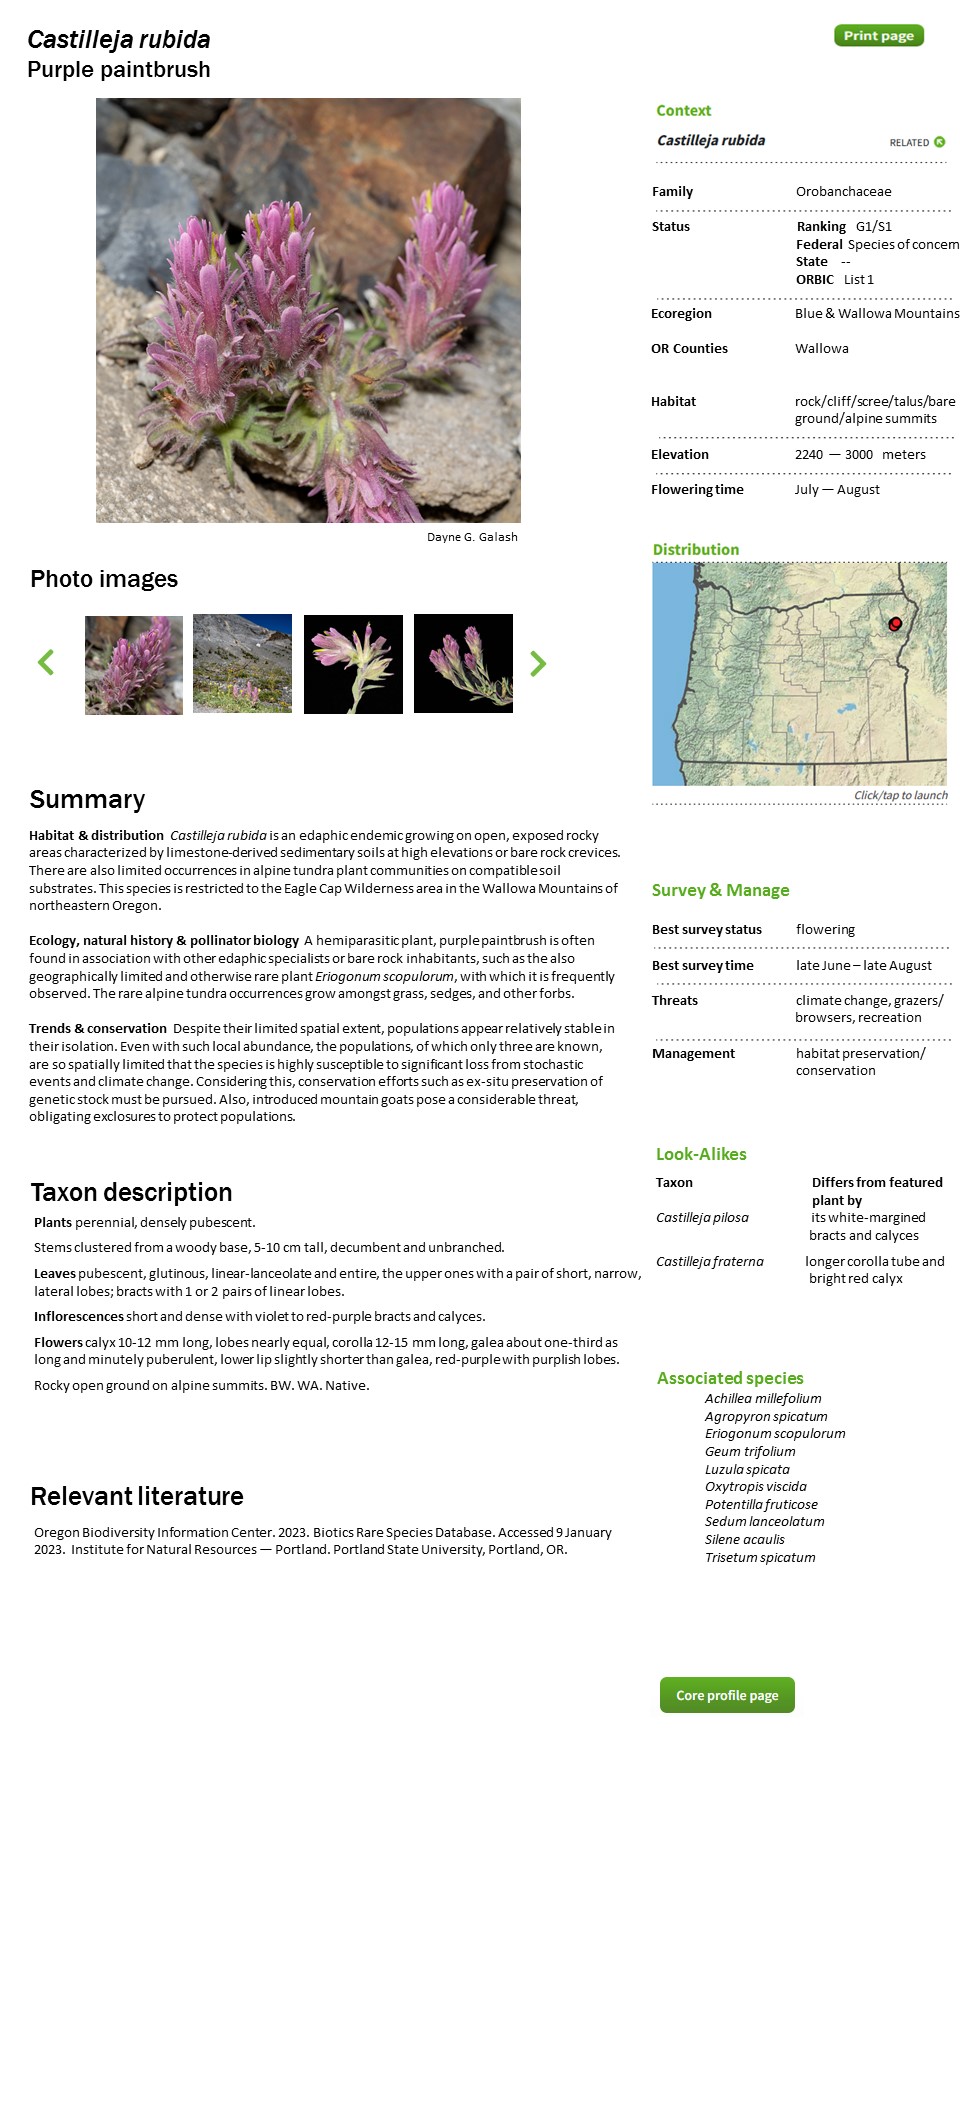 Castilleja rubida
Purple paintbrush
Print page
Dayne G. Galash
Photo images
Summary
Habitat & distribution Castilleja rubida is an edaphic endemic growing on open, exposed rocky
areas characterized by limestone-derived sedimentary soils at high elevations or bare rock crevices.
There are also limited occurrences in alpine tundra plant communities on compatible soil
substrates. This species is restricted to the Eagle Cap Wilderness area in the Wallowa Mountains of
northeastern Oregon.
Ecology, natural history & pollinator biology A hemiparasitic plant, purple paintbrush is often
found in association with other edaphic specialists or bare rock inhabitants, such as the also
geographically limited and otherwise rare plant Eriogonum scopulorum, with which it is frequently
observed. The rare alpine tundra occurrences grow amongst grass, sedges, and other forbs.
Trends & conservation Despite their limited spatial extent, populations appear relatively stable in
their isolation. Even with such local abundance, the populations, of which only three are known,
are so spatially limited that the species is highly susceptible to significant loss from stochastic
events and climate change. Considering this, conservation efforts such as ex-situ preservation of
genetic stock must be pursued. Also, introduced mountain goats pose a considerable threat,
obligating exclosures to protect populations.
Taxon description
Plants perennial, densely pubescent.
Stems clustered from a woody base, 5-10 cm tall, decumbent and unbranched.
Leaves pubescent, glutinous, linear-lanceolate and entire, the upper ones with a pair of short, narrow,
lateral lobes; bracts with 1 or 2 pairs of linear lobes.
Inflorescences short and dense with violet to red-purple bracts and calyces.
Flowers calyx 10-12 mm long, lobes nearly equal, corolla 12-15 mm long, galea about one-third as
long and minutely puberulent, lower lip slightly shorter than galea, red-purple with purplish lobes.
Rocky open ground on alpine summits. BW. WA. Native.
Relevant literature
Oregon Biodiversity Information Center. 2023. Biotics Rare Species Database. Accessed 9 January
2023. Institute for Natural Resources — Portland. Portland State University, Portland, OR.
Context
Castilleja rubida RELATED
Family Orobanchaceae
Status Ranking G1/S1
Federal Species of concern
State --
ORBIC List 1
Ecoregion Blue & Wallowa Mountains
OR Counties Wallowa
Habitat rock/cliff/scree/talus/bare
ground/alpine summits
Elevation 2240 — 3000 meters
Flowering time July — August
Distribution
Click/tap to launch
Survey & Manage
Best survey status flowering
Best survey time late June – late August
Threats climate change, grazers/
browsers, recreation
Management habitat preservation/
conservation
Look-Alikes
Taxon Differs from featured
plant by
Castilleja pilosa its white-margined
bracts and calyces
Castilleja fraterna longer corolla tube and
bright red calyx
Associated species
Achillea millefolium
Agropyron spicatum
Eriogonum scopulorum
Geum trifolium
Luzula spicata
Oxytropis viscida
Potentilla fruticose
Sedum lanceolatum
Silene acaulis
Trisetum spicatum
Core profile page